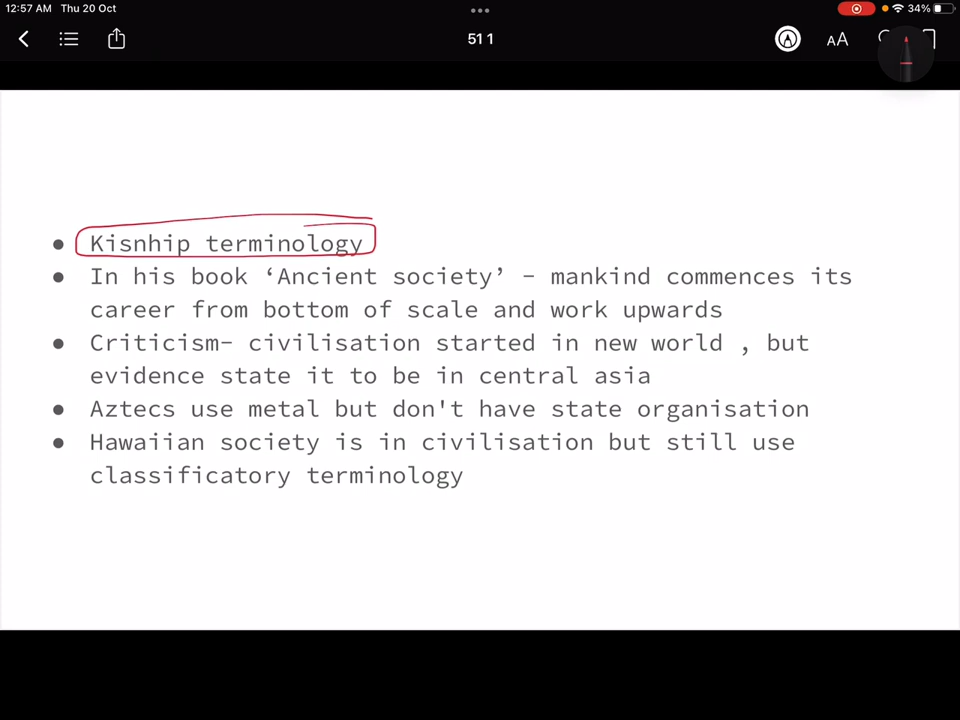 12:57 AM Thu 20 Oct
34%
51 1
AA
Kisnhip terminology
In his book ‘Ancient society’ – mankind commences its
career from bottom of scale and work upwards
Criticism- civilisation started in new world , but
evidence state it to be in central asia
Aztecs use metal but don't have state organisation
Hawaiian society is in civilisation but still use
classificatory terminology